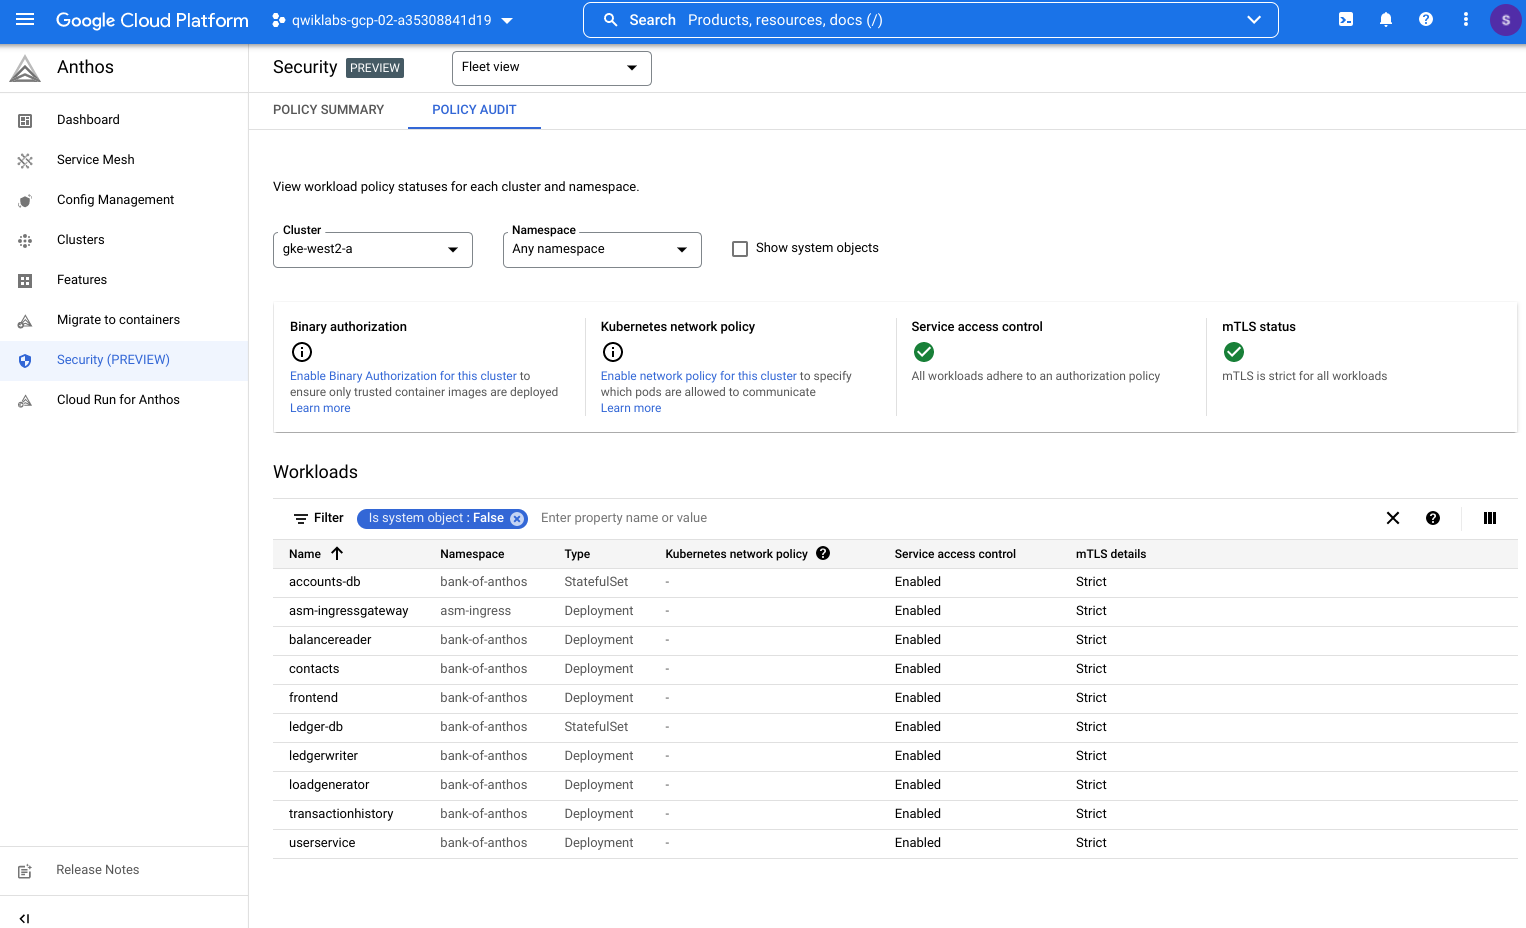 Google Cloud Platform
qwiklabs-gcp-02-a35308841d19
Search Products, resources, docs (/)
S
Anthos
Security PREVIEW
Fleet view
Dashboard
Service Mesh
Config Management
Clusters
Features
Migrate to containers
Security (PREVIEW)
Cloud Run for Anthos
Release Notes
POLICY SUMMARY POLICY AUDIT
View workload policy statuses for each cluster and namespace.
Cluster
gke-west2-a
Namespace
Any namespace
Show system objects
Binary authorization
Enable Binary Authorization for this cluster to
ensure only trusted container images are deployed
Learn more
Kubernetes network policy
Enable network policy for this cluster to specify
which pods are allowed to communicate
Learn more
Service access control
All workloads adhere to an authorization policy
mTLS status
mTLS is strict for all workloads
Workloads
Filter Is system object : False Enter property name or value
Name Namespace Type Kubernetes network policy Service access control mTLS details
accounts-db bank-of-anthos StatefulSet - Enabled Strict
asm-ingressgateway asm-ingress Deployment - Enabled Strict
balancereader bank-of-anthos Deployment - Enabled Strict
contacts bank-of-anthos Deployment - Enabled Strict
frontend bank-of-anthos Deployment - Enabled Strict
ledger-db bank-of-anthos StatefulSet - Enabled Strict
ledgerwriter bank-of-anthos Deployment - Enabled Strict
loadgenerator bank-of-anthos Deployment - Enabled Strict
transactionhistory bank-of-anthos Deployment - Enabled Strict
userservice bank-of-anthos Deployment - Enabled Strict